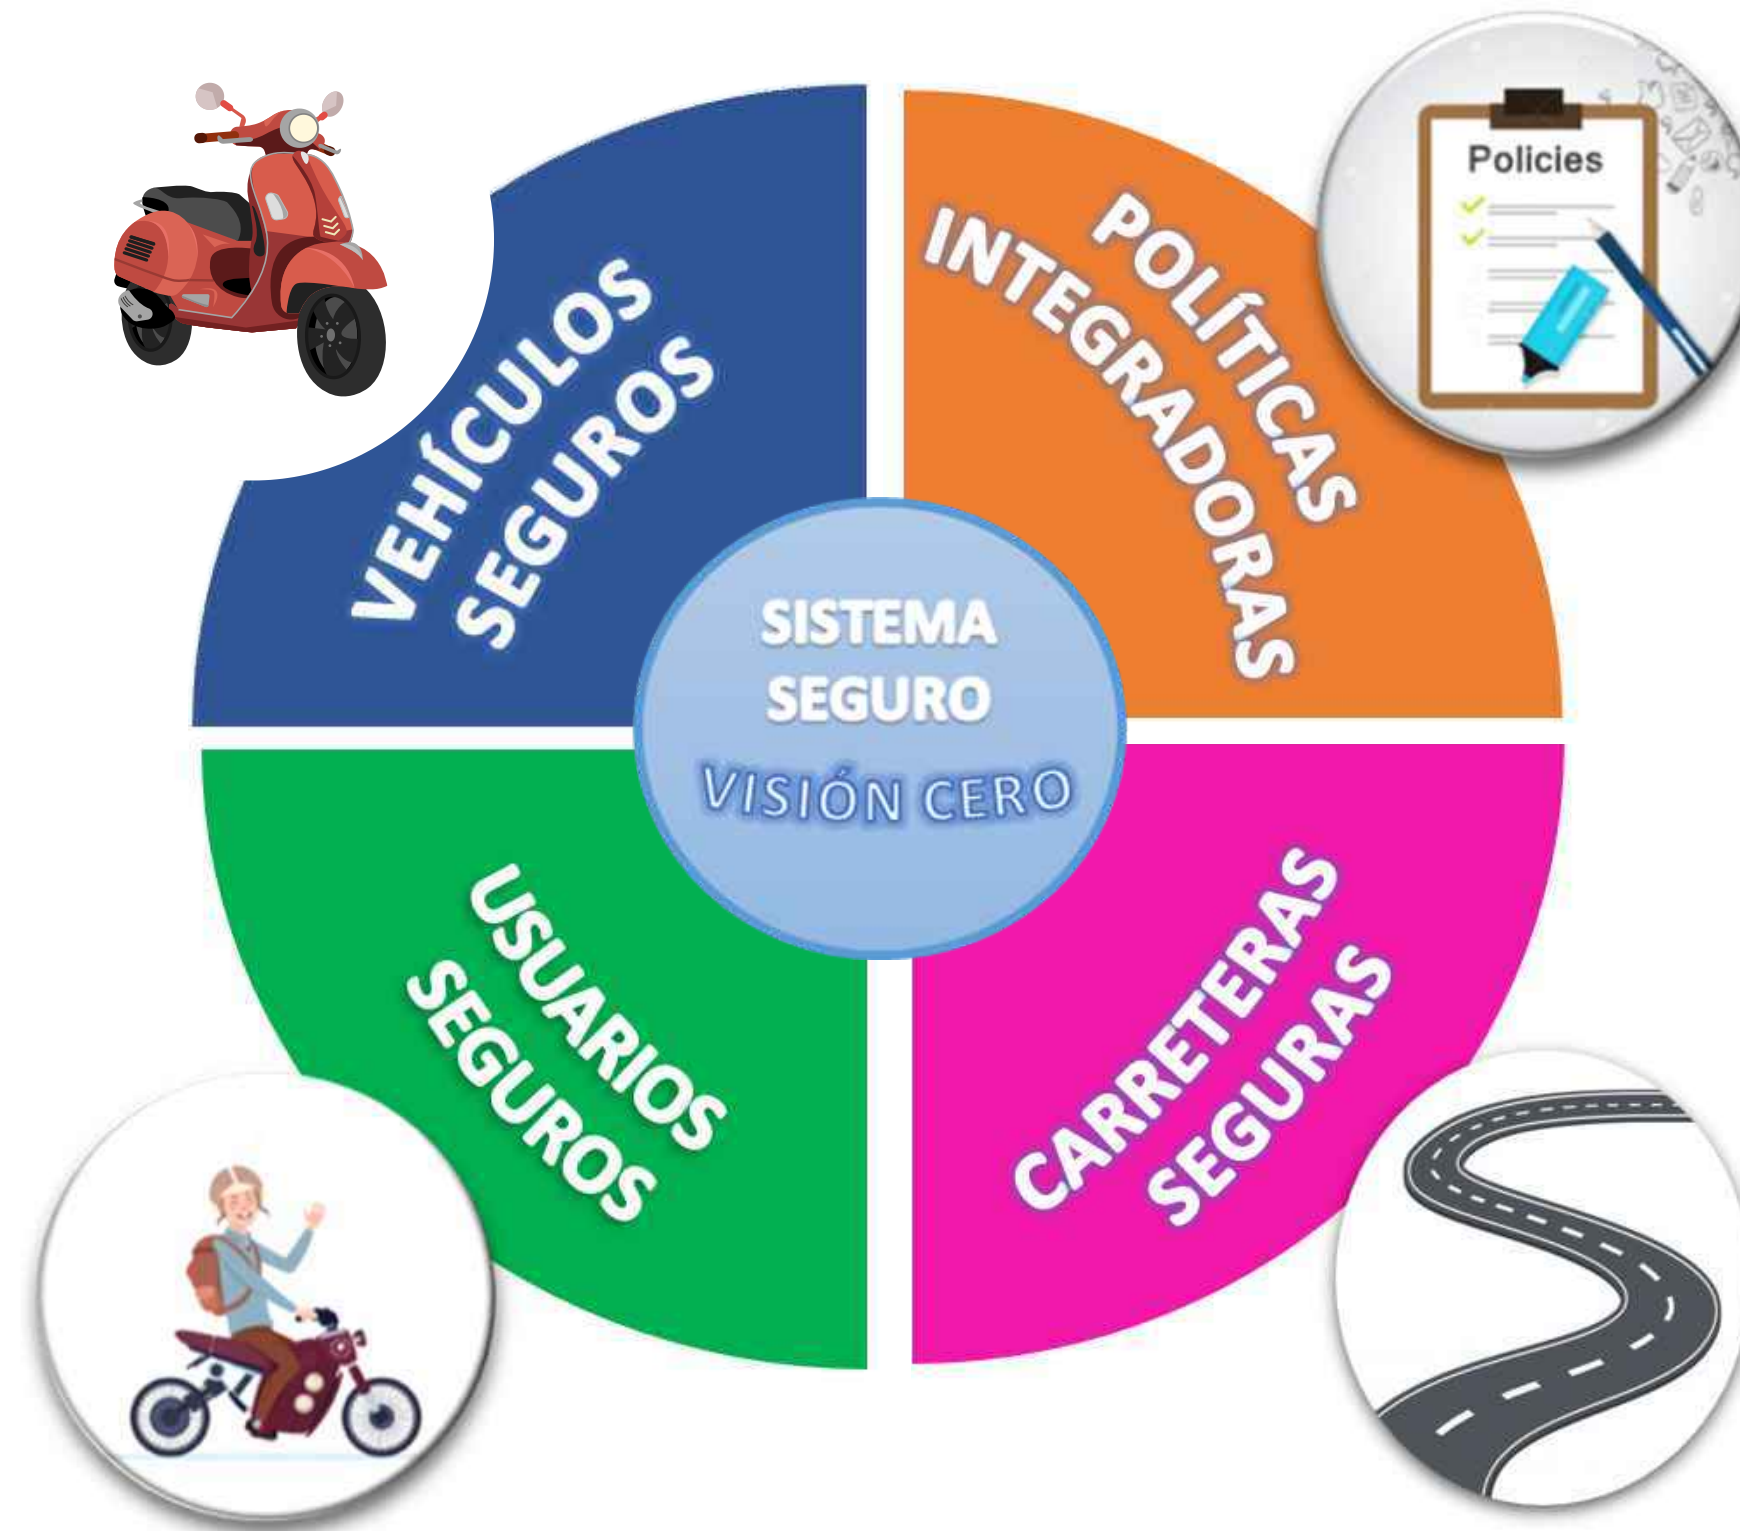 VEHÍCULOS
SEGUROS
POLÍTICAS
INTEGRADORAS
Policies
SISTEMA
SEGURO
VISIÓN CERO
USUARIOS
SEGUROS
CARRETERAS
SEGURAS